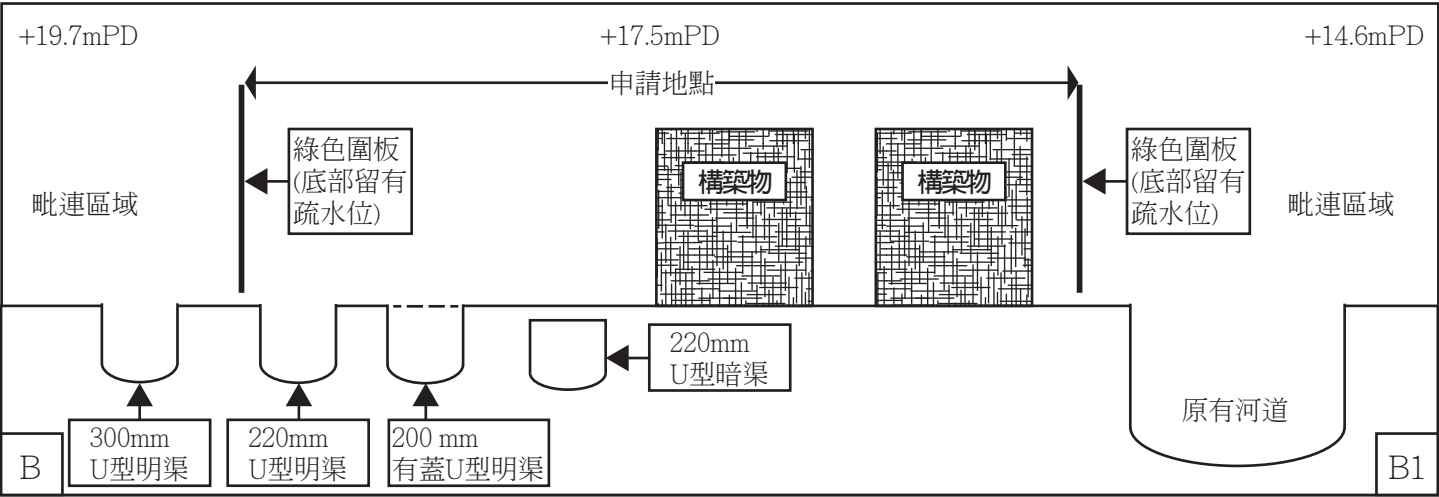 +19.7mPD
+17.5mPD
+14.6mPD
申請地點
綠色圍板
(底部留有
疏水位)
構築物
構築物
綠色圍板
(底部留有
疏水位)
毗連區域
毗連區域
220mm
U型暗渠
原有河道
300mm
U型明渠
220mm
U型明渠
200 mm
有蓋U型明渠
B
B1